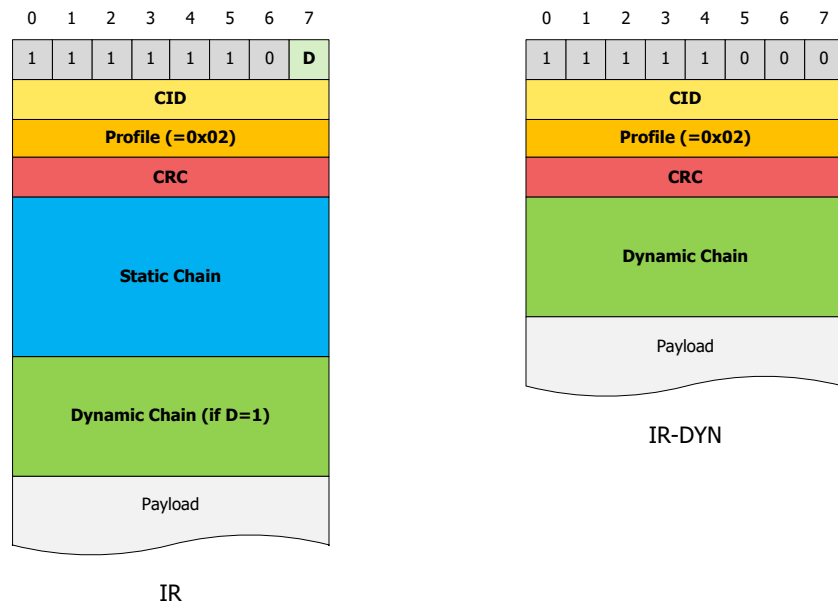 0 1 2 3 4 5 6 7
1 1 1 1 1 1 0 D
CID
Profile (=0x02)
CRC
Static Chain
Dynamic Chain (if D=1)
Payload
IR
0 1 2 3 4 5 6 7
1 1 1 1 1 0 0 0
CID
Profile (=0x02)
CRC
Dynamic Chain
Payload
IR-DYN